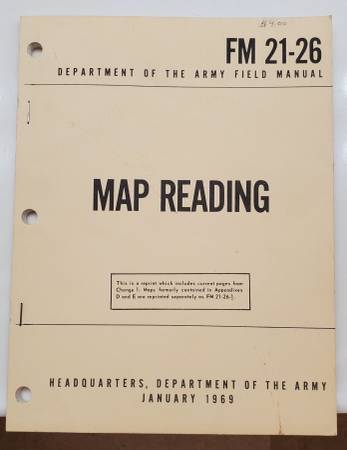 $4.00
FM 21-26
DEPARTMENT OF THE ARMY FIELD MANUAL
MAP READING
This is a reprint which includes current pages from
Change 1. Maps formerly contained in Appendixes
D and E are reprinted separately as FM 21-26-1.
HEADQUARTERS, DEPARTMENT OF THE ARMY
JANUARY 1969